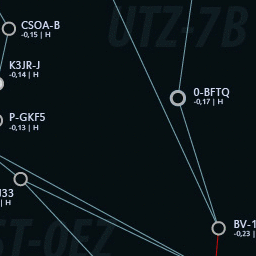 UTZ-7B
CSOA-B
-0,15 | H
K3JR-J
-0,14 | H
0-BFTQ
-0,17 | H
P-GKF5
-0,13 | H
| H
BV-1
-0,23 |